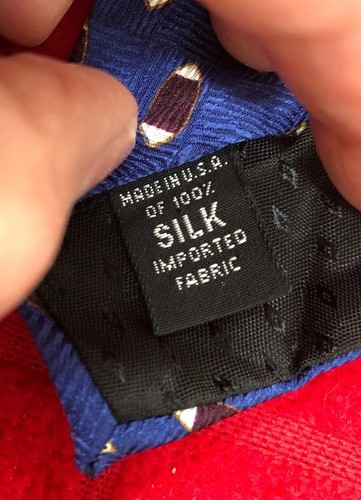 MADE IN U.S.A.
OF 100%
SILK
IMPORTED
FABRIC